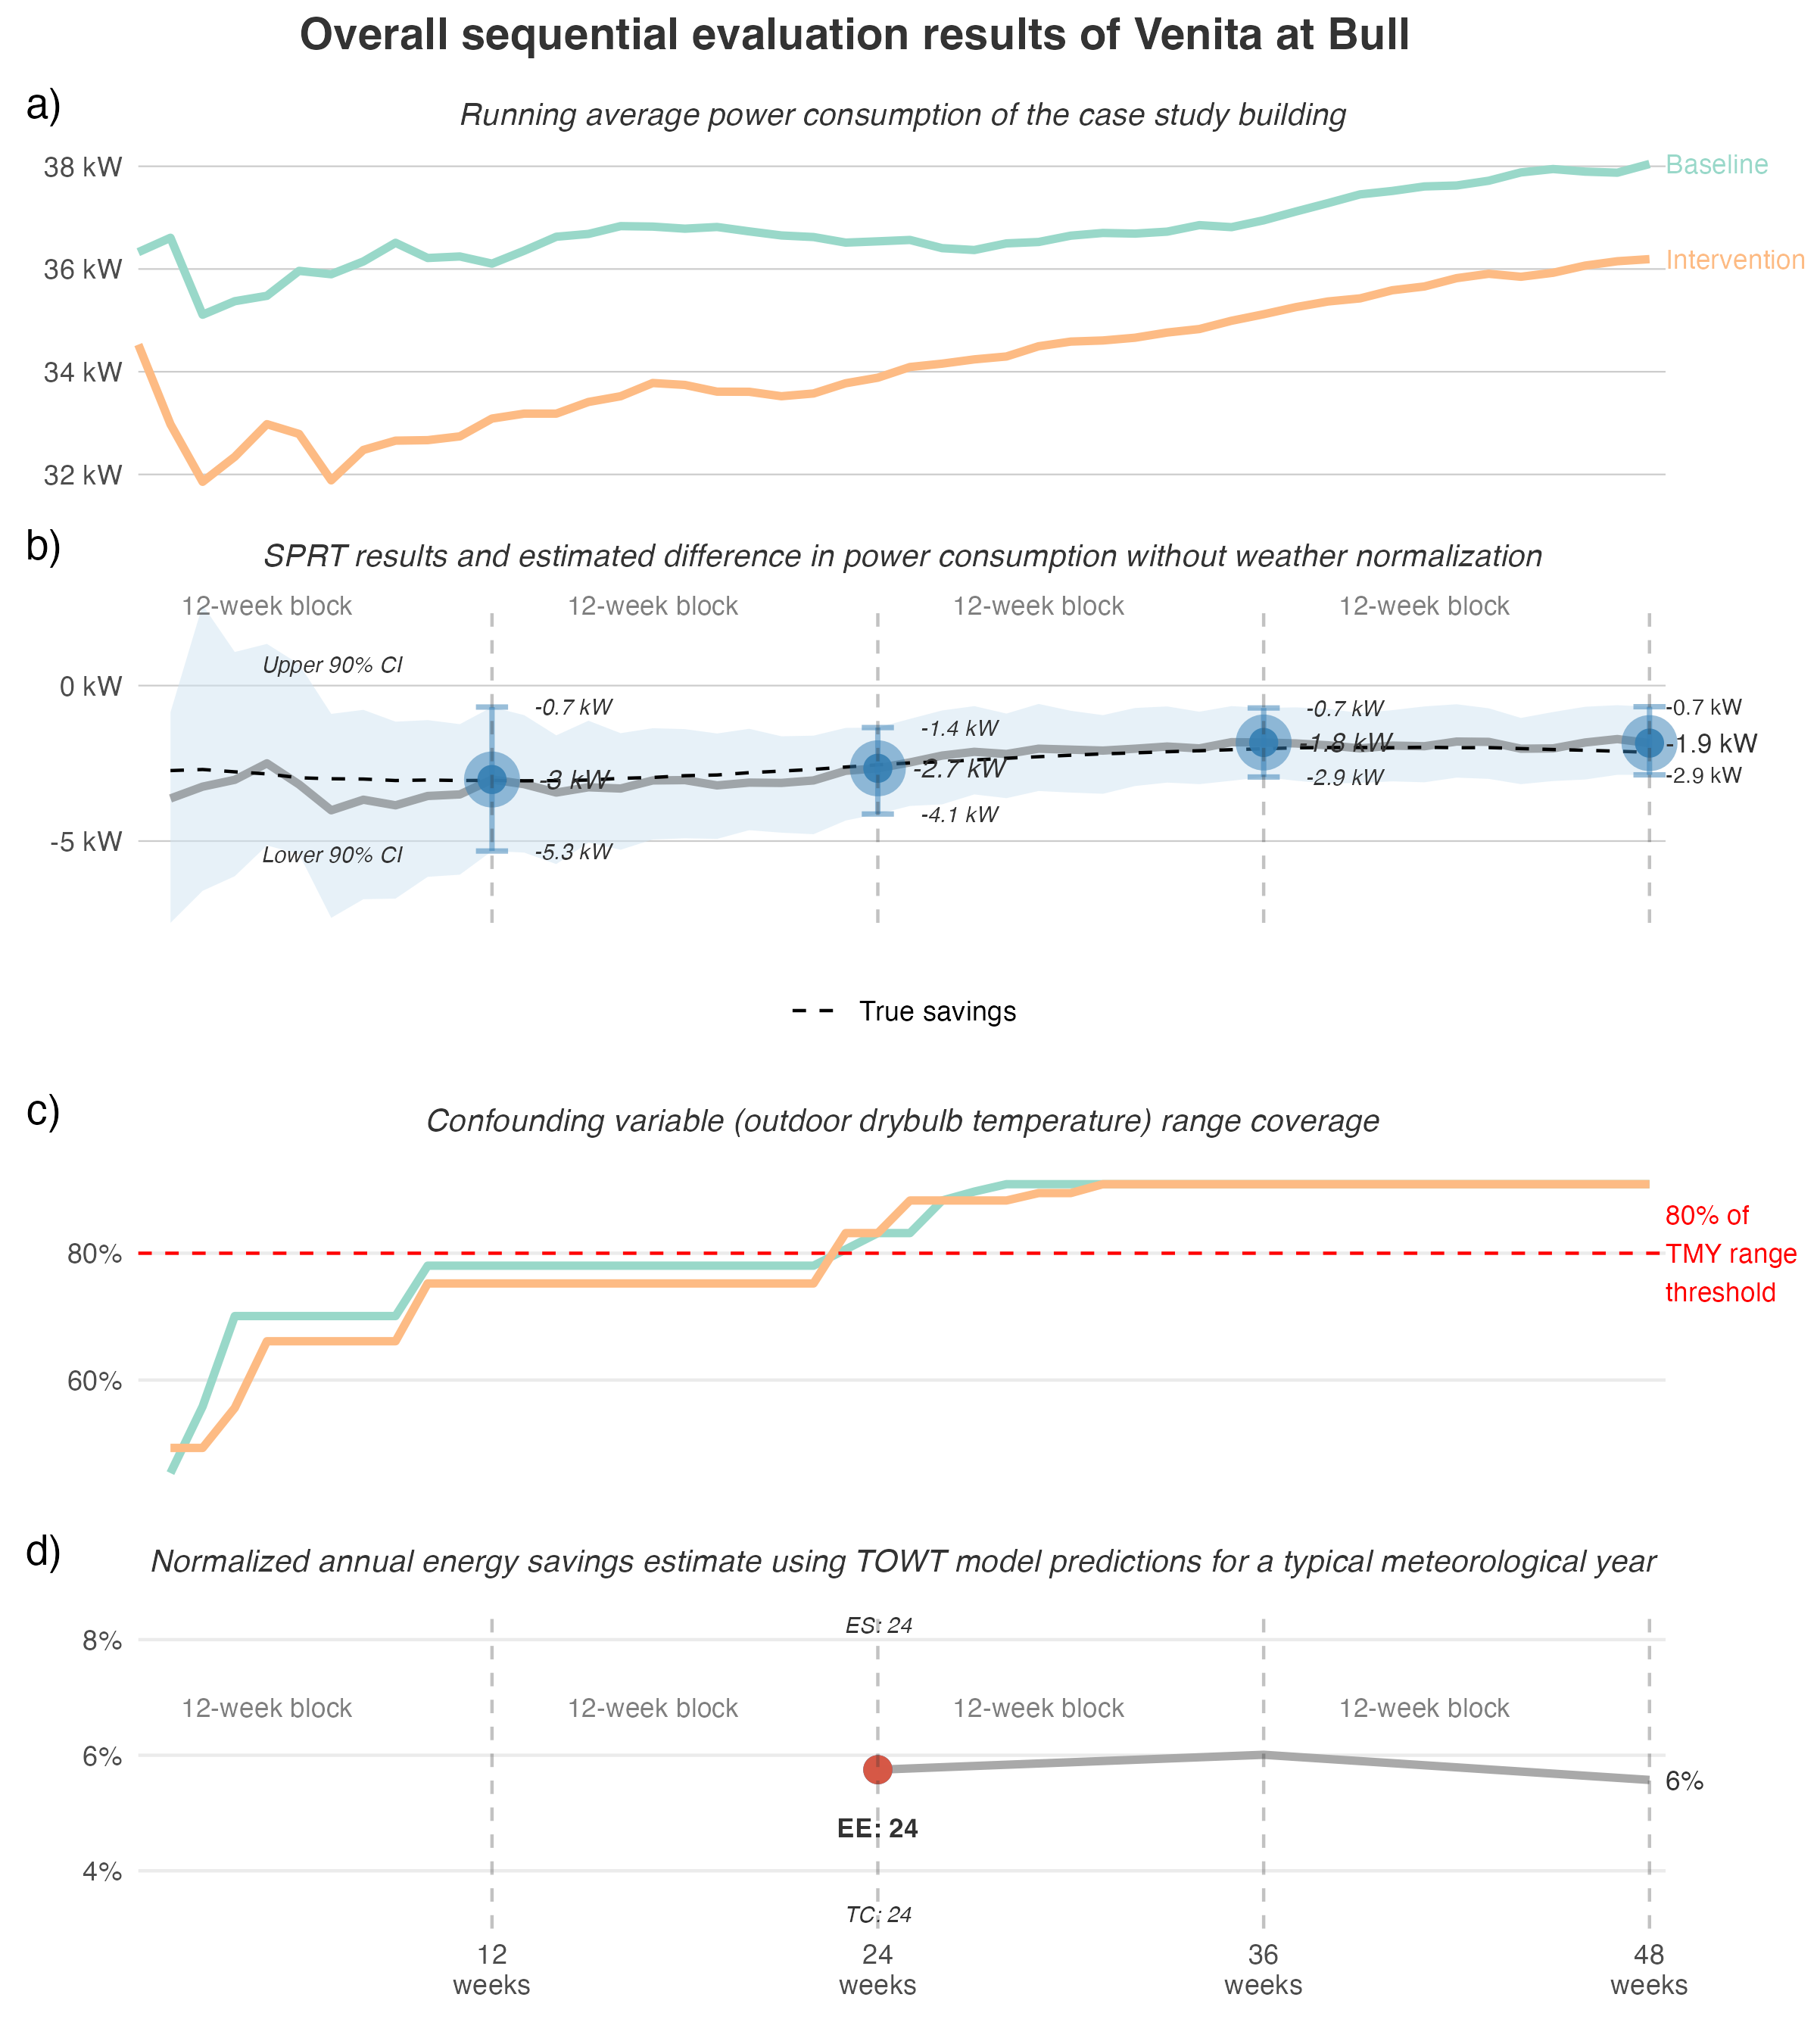 Overall sequential evaluation results of Venita at Bull
a)
Running average power consumption of the case study building
38 kW
Baseline
36 kW
Intervention
34 kW
32 kW
b)
SPRT results and estimated difference in power consumption without weather normalization
12-week block 12-week block 12-week block 12-week block
Upper 90% CI
0 kW
-0.7 kW -1.4 kW -0.7 kW -0.7 kW
-3 kW -2.7 kW -1.8 kW -1.9 kW
-5.3 kW -4.1 kW -2.9 kW -2.9 kW
-5 kW
Lower 90% CI
True savings
c)
Confounding variable (outdoor drybulb temperature) range coverage
80% of
TMY range
threshold
80%
60%
d)
Normalized annual energy savings estimate using TOWT model predictions for a typical meteorological year
ES: 24
8%
12-week block 12-week block 12-week block 12-week block
6%
6%
EE: 24
4%
TC: 24
12 24 36 48
weeks weeks weeks weeks